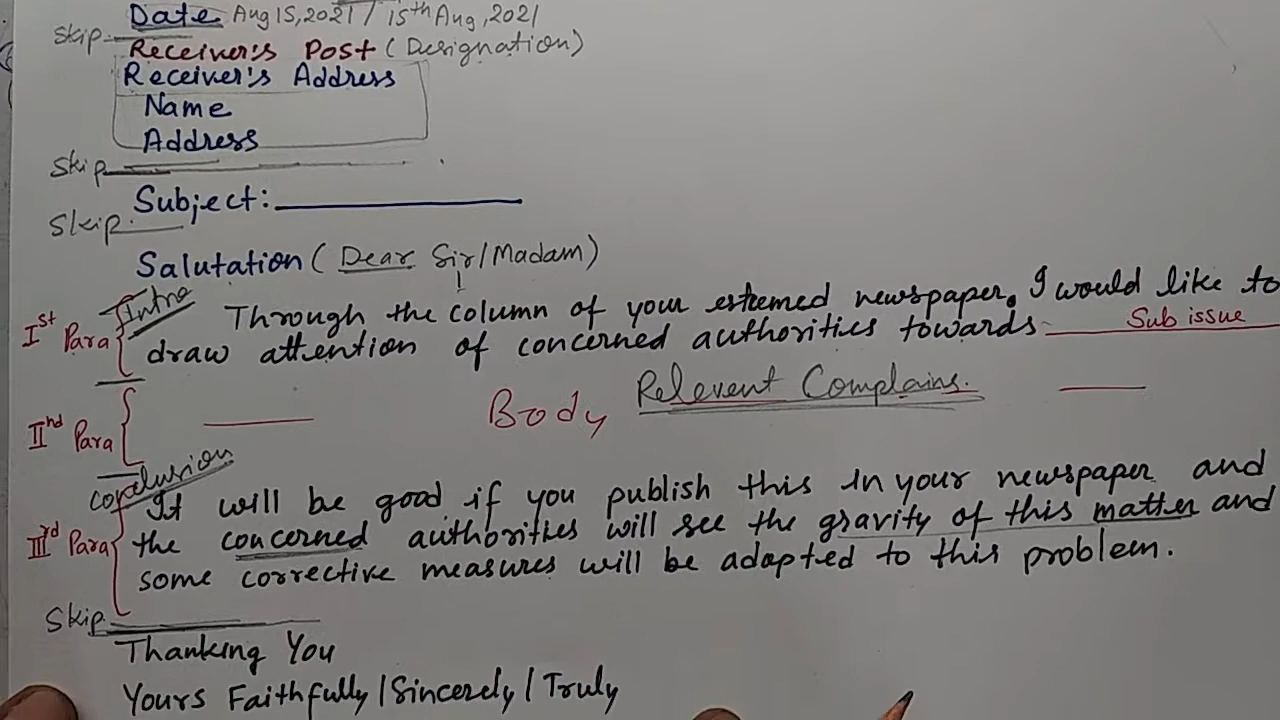 Date Aug 15, 2021 / 15th Aug, 2021
Skip
Receiver's Post (Designation)
Receiver's Address
Name
Address
Skip
Subject:
Skip
Salutation (Dear Sir/Madam)
Intro
Ist Para Through the column of your estemed newspaper, I would like to
draw attention of concerned authorities towards Sub issue
Body Relevent Complains.
IInd Para
Conclusion
It will be good if you publish this in your newspaper and
IIIrd Para the concerned authorities will see the gravity of this matter and
some corrective measures will be adapted to this problem.
Skip
Thanking You
Yours Faithfully / Sincerely / Truly